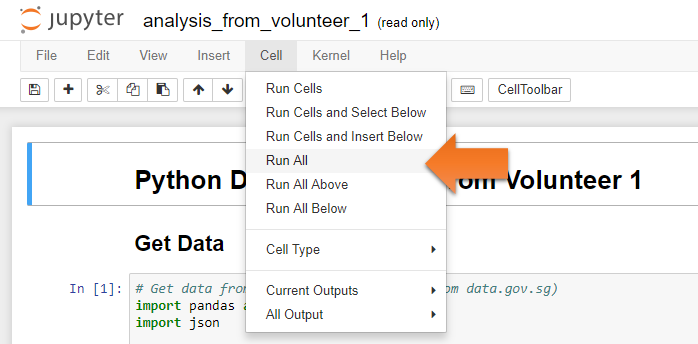 jupyter analysis_from_volunteer_1 (read only)
File Edit View Insert Cell Kernel Help
CellToolbar
Run Cells
Run Cells and Select Below
Run Cells and Insert Below
Run All
Run All Above
Run All Below
Cell Type
Current Outputs
All Output
Python D om Volunteer 1
Get Data
In [1]: # Get data from om data.gov.sg)
import pandas a
import json